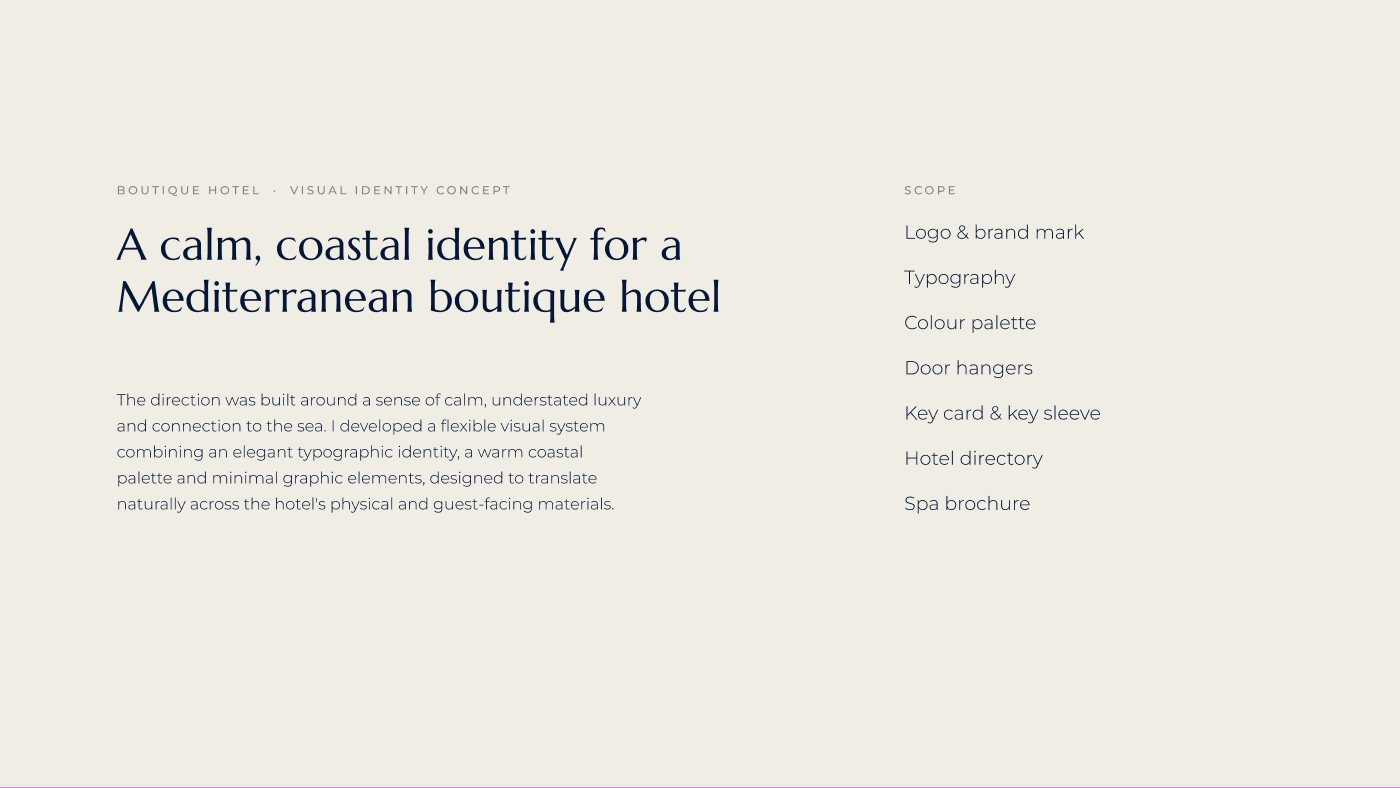 BOUTIQUE HOTEL · VISUAL IDENTITY CONCEPT
A calm, coastal identity for a
Mediterranean boutique hotel
The direction was built around a sense of calm, understated luxury
and connection to the sea. I developed a flexible visual system
combining an elegant typographic identity, a warm coastal
palette and minimal graphic elements, designed to translate
naturally across the hotel's physical and guest-facing materials.
SCOPE
Logo & brand mark
Typography
Colour palette
Door hangers
Key card & key sleeve
Hotel directory
Spa brochure